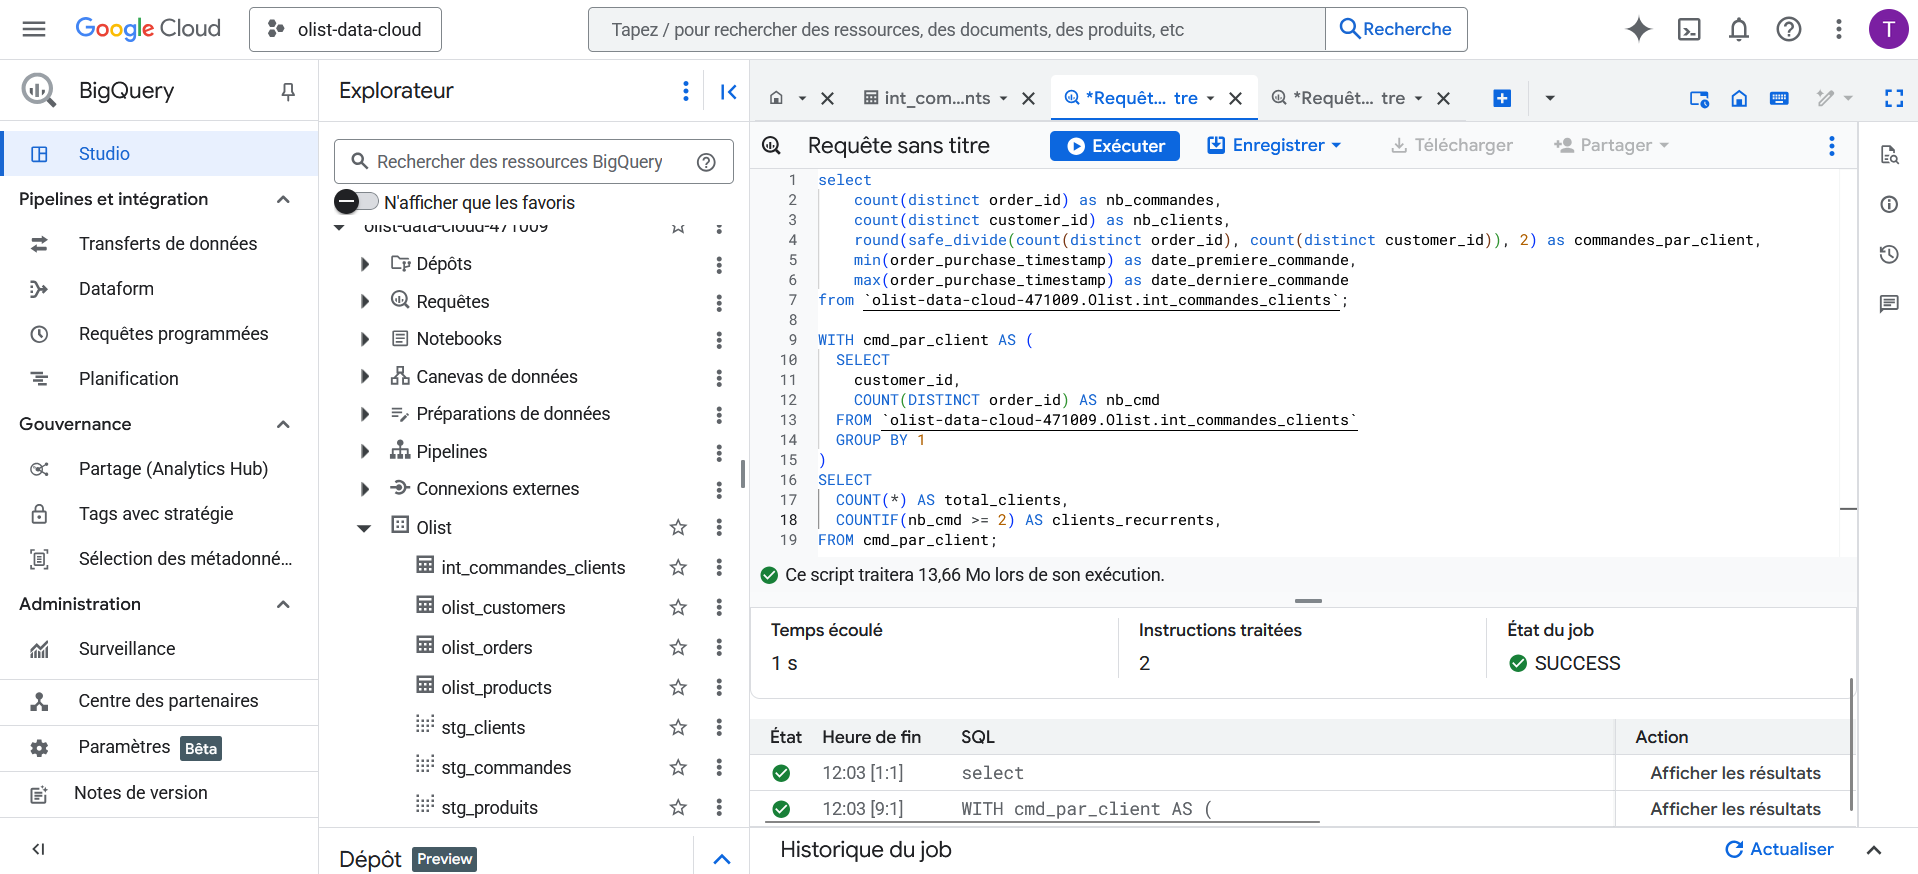 Google Cloud
olist-data-cloud
Tapez / pour rechercher des ressources, des documents, des produits, etc
Recherche
T
BigQuery
Studio
Pipelines et intégration
Transferts de données
Dataform
Requêtes programmées
Planification
Gouvernance
Partage (Analytics Hub)
Tags avec stratégie
Sélection des métadonné...
Administration
Surveillance
Centre des partenaires
Paramètres Bêta
Notes de version
Explorateur
Rechercher des ressources BigQuery
N'afficher que les favoris
olist-data-cloud-471009
Dépôts
Requêtes
Notebooks
Canevas de données
Préparations de données
Pipelines
Connexions externes
Olist
int_commandes_clients
olist_customers
olist_orders
olist_products
stg_clients
stg_commandes
stg_produits
Dépôt Preview
int_com...nts
*Requêt... tre
*Requêt... tre
Requête sans titre
Exécuter
Enregistrer
Télécharger
Partager
1 select
2 count(distinct order_id) as nb_commandes,
3 count(distinct customer_id) as nb_clients,
4 round(safe_divide(count(distinct order_id), count(distinct customer_id)), 2) as commandes_par_client,
5 min(order_purchase_timestamp) as date_premiere_commande,
6 max(order_purchase_timestamp) as date_derniere_commande
7 from `olist-data-cloud-471009.Olist.int_commandes_clients`;
8
9 WITH cmd_par_client AS (
10 SELECT
11 customer_id,
12 COUNT(DISTINCT order_id) AS nb_cmd
13 FROM `olist-data-cloud-471009.Olist.int_commandes_clients`
14 GROUP BY 1
15 )
16 SELECT
17 COUNT(*) AS total_clients,
18 COUNTIF(nb_cmd >= 2) AS clients_recurrents,
19 FROM cmd_par_client;
Ce script traitera 13,66 Mo lors de son exécution.
Temps écoulé
1 s
Instructions traitées
2
État du job
SUCCESS
État Heure de fin SQL Action
12:03 [1:1] select Afficher les résultats
12:03 [9:1] WITH cmd_par_client AS ( Afficher les résultats
Historique du job
Actualiser